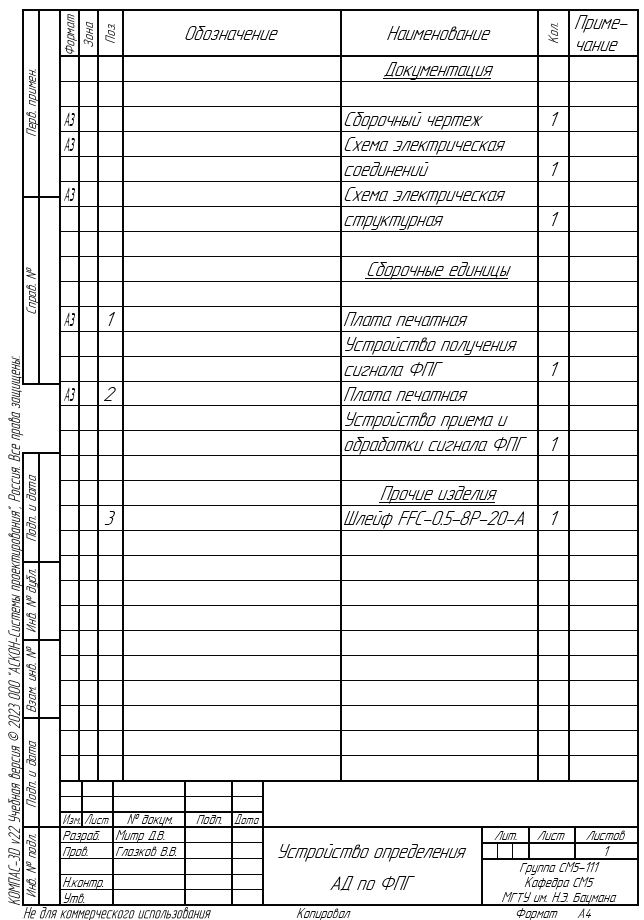 Формат
Зона
Поз.
Обозначение
Наименование
Кол.
Приме-
чание
Документация
А3 Сборочный чертеж 1
А3 Схема электрическая
соединений 1
А3 Схема электрическая
структурная 1
Сборочные единицы
А3 1 Плата печатная
Устройство получения
сигнала ФПГ 1
А3 2 Плата печатная
Устройство приема и
обработки сигнала ФПГ 1
Прочие изделия
3 Шлейф FFC-0.5-8P-20-A 1
Перв. примен.
Справ. №
Подп. и дата
Инв. № дубл.
Взам. инв. №
Подп. и дата
Инв. № подл.
КОМПАС-3D v22 Учебная версия © 2023 ООО "АСКОН-Системы проектирования", Россия. Все права защищены.
Изм. Лист № докум. Подп. Дата
Разраб. Митр Д.В.
Пров. Глазков В.В.
Н.контр.
Утв.
Устройство определения
АД по ФПГ
Лит. Лист Листов
1
Группа СМ5-111
Кафедра СМ5
МГТУ им. Н.Э. Баумана
Не для коммерческого использования Копировал Формат А4